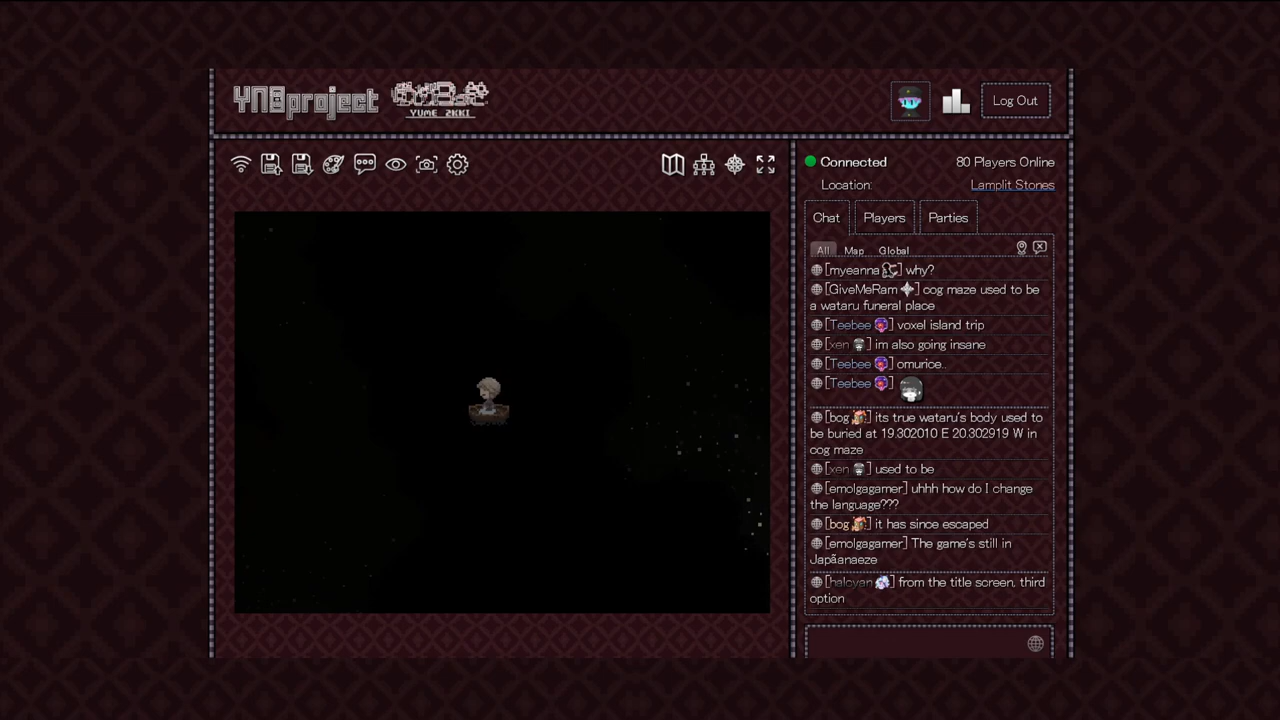 YNOproject
YUME 2KKI
Log Out
Connected
80 Players Online
Location:
Lamplit Stones
Chat
Players
Parties
All
Map
Global
[myeanna] why?
[GiveMeRam] cog maze used to be
a wataru funeral place
[Teebee] voxel island trip
[xen] im also going insane
[Teebee] omurice..
[Teebee]
[bog] its true wataru's body used to
be buried at 19.302010 E 20.302919 W in
cog maze
[xen] used to be
[emolgagamer] uhhh how do I change
the language???
[bog] it has since escaped
[emolgagamer] The game's still in
Japãanaeze
[halcyan] from the title screen, third
option